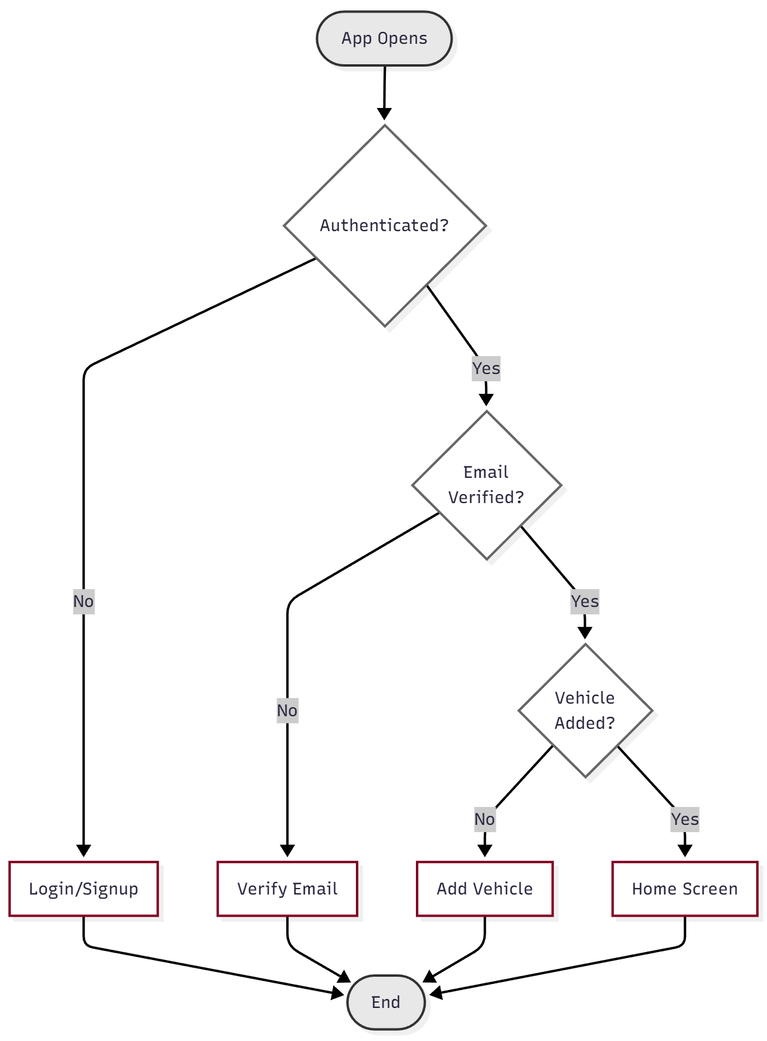 App Opens
Authenticated?
Yes
Email
Verified?
No
Yes
No
Vehicle
Added?
No
Yes
Login/Signup
Verify Email
Add Vehicle
Home Screen
End